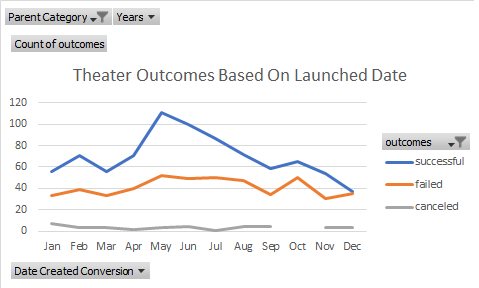 Parent Category Years
Count of outcomes
Theater Outcomes Based On Launched Date
120
100
80
60
40
20
0
Jan Feb Mar Apr May Jun Jul Aug Sep Oct Nov Dec
outcomes
successful
failed
canceled
Date Created Conversion